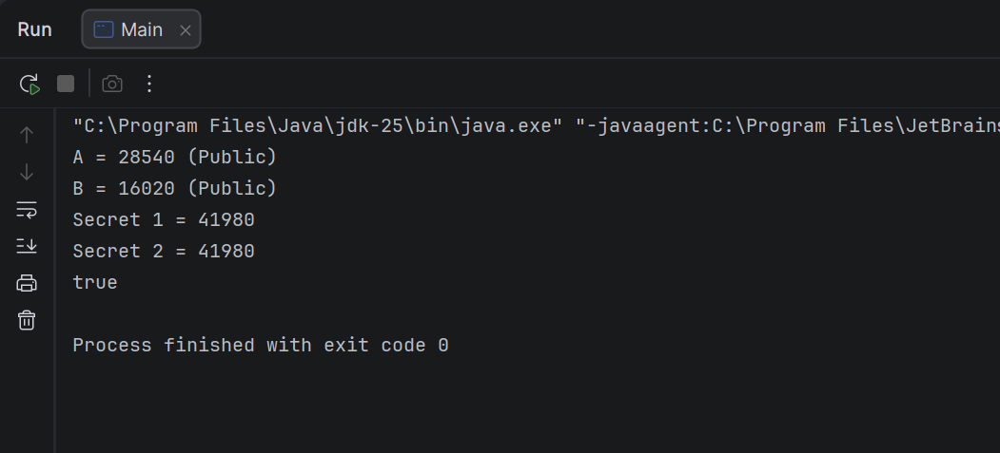 Run
Main
"C:\Program Files\Java\jdk-25\bin\java.exe" "-javaagent:C:\Program Files\JetBrains
A = 28540 (Public)
B = 16020 (Public)
Secret 1 = 41980
Secret 2 = 41980
true
Process finished with exit code 0